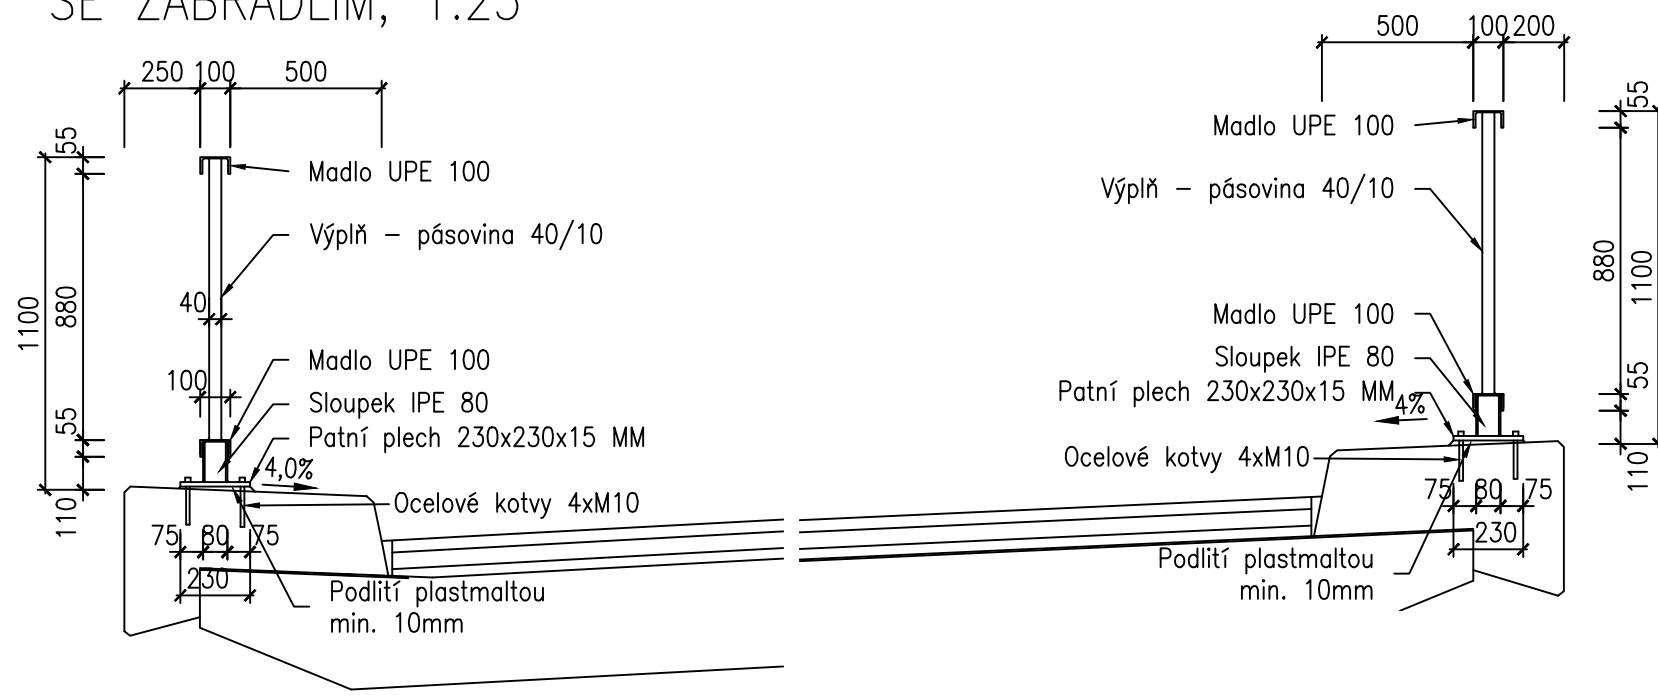 SE ZÁBRADLÍM, 1:25
250 100 500
500 100 200
55
880
1100
55
110
Madlo UPE 100
Výplň – pásovina 40/10
40
Madlo UPE 100
100
Sloupek IPE 80
Patní plech 230x230x15 MM
4,0%
Ocelové kotvy 4xM10
75 80 75
230
Podlití plastmaltou
min. 10mm
Madlo UPE 100
Výplň – pásovina 40/10
Madlo UPE 100
Sloupek IPE 80
Patní plech 230x230x15 MM
4%
Ocelové kotvy 4xM10
75 80 75
230
Podlití plastmaltou
min. 10mm
55
880
1100
55
110